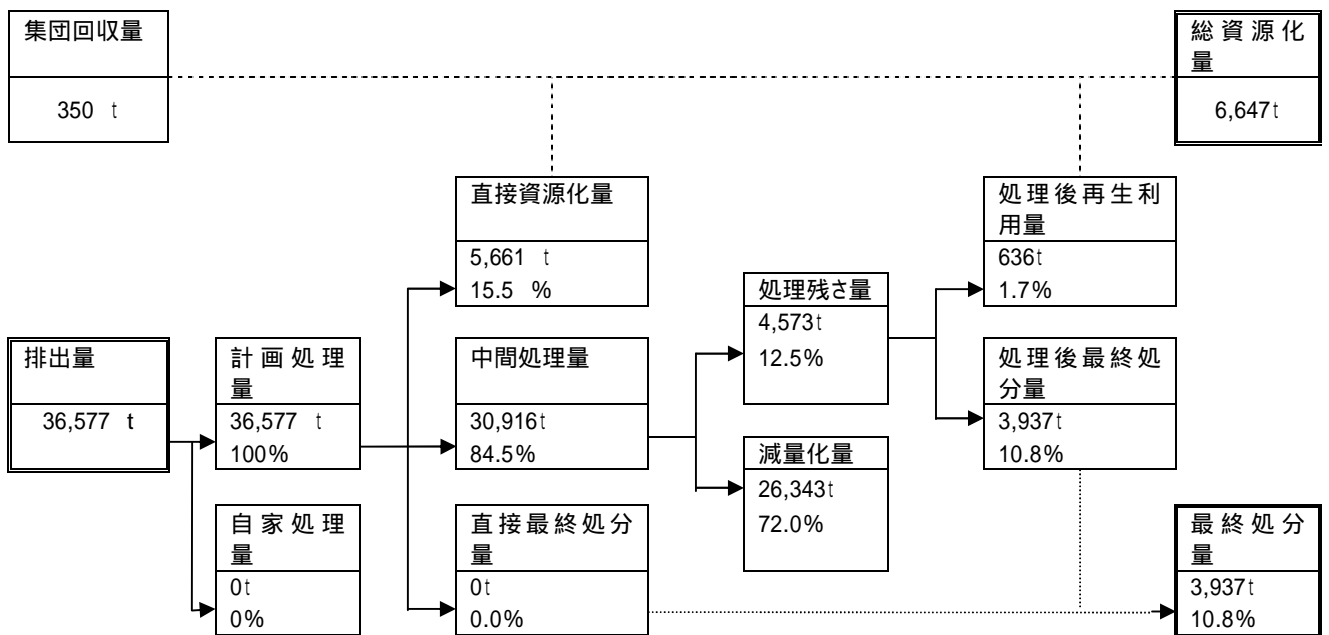 集団回収量
350 t
総資源化
量
6,647t
直接資源化量
5,661 t
15.5 %
処理後再生利
用量
636t
1.7%
処理残さ量
4,573t
12.5%
排出量
36,577 t
計画処理
量
36,577 t
100%
中間処理量
30,916t
84.5%
処理後最終処
分量
3,937t
10.8%
減量化量
26,343t
72.0%
自家処理
量
0t
0%
直接最終処分
量
0t
0.0%
最終処分
量
3,937t
10.8%